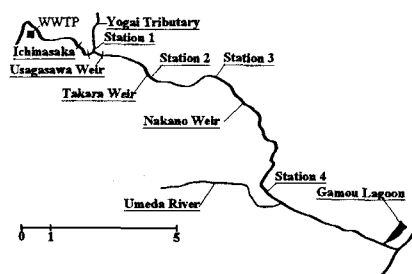 WWTP
Yogai Tributary
Station 1
Ichinasaka
Usagasawa Weir
Station 2
Station 3
Takara Weir
Nakano Weir
Station 4
Gamou Lagoon
Umeda River
0 1 5